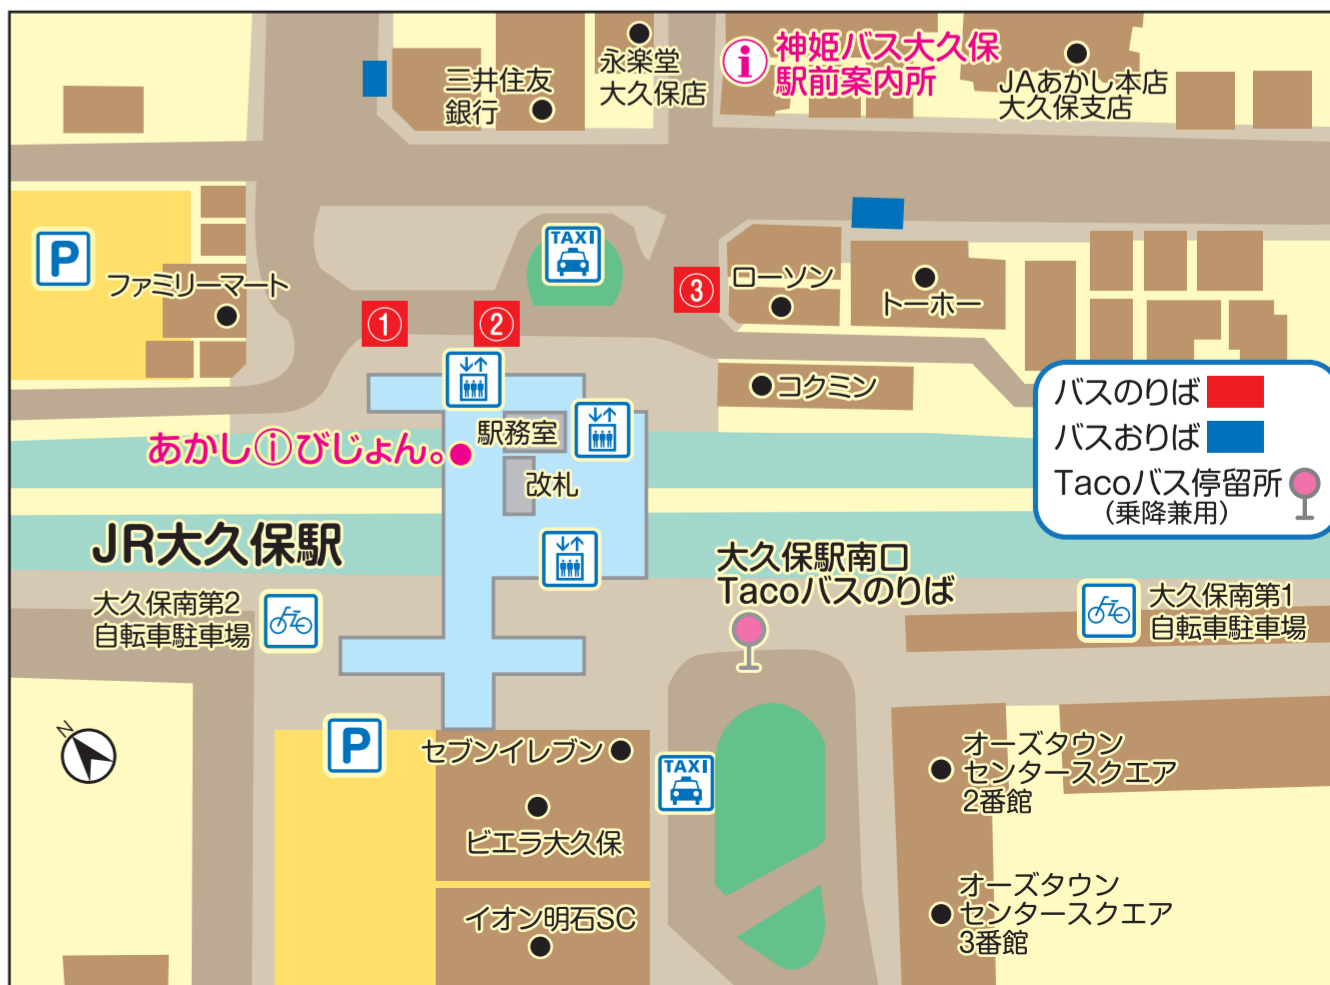 三井住友
銀行
永楽堂
大久保店
i
神姫バス大久保
駅前案内所
JAあかし本店
大久保支店
P
ファミリーマート
TAXI
①
②
③
ローソン
トーホー
コクミン
バスのりば
バスおりば
Tacoバス停留所
(乗降兼用)
あかしⓘびじょん。
駅務室
改札
JR大久保駅
大久保駅南口
Tacoバスのりば
大久保南第2
自転車駐車場
大久保南第1
自転車駐車場
N
P
セブンイレブン
TAXI
ビエラ大久保
イオン明石SC
オーズタウン
センタースクエア
2番館
オーズタウン
センタースクエア
3番館